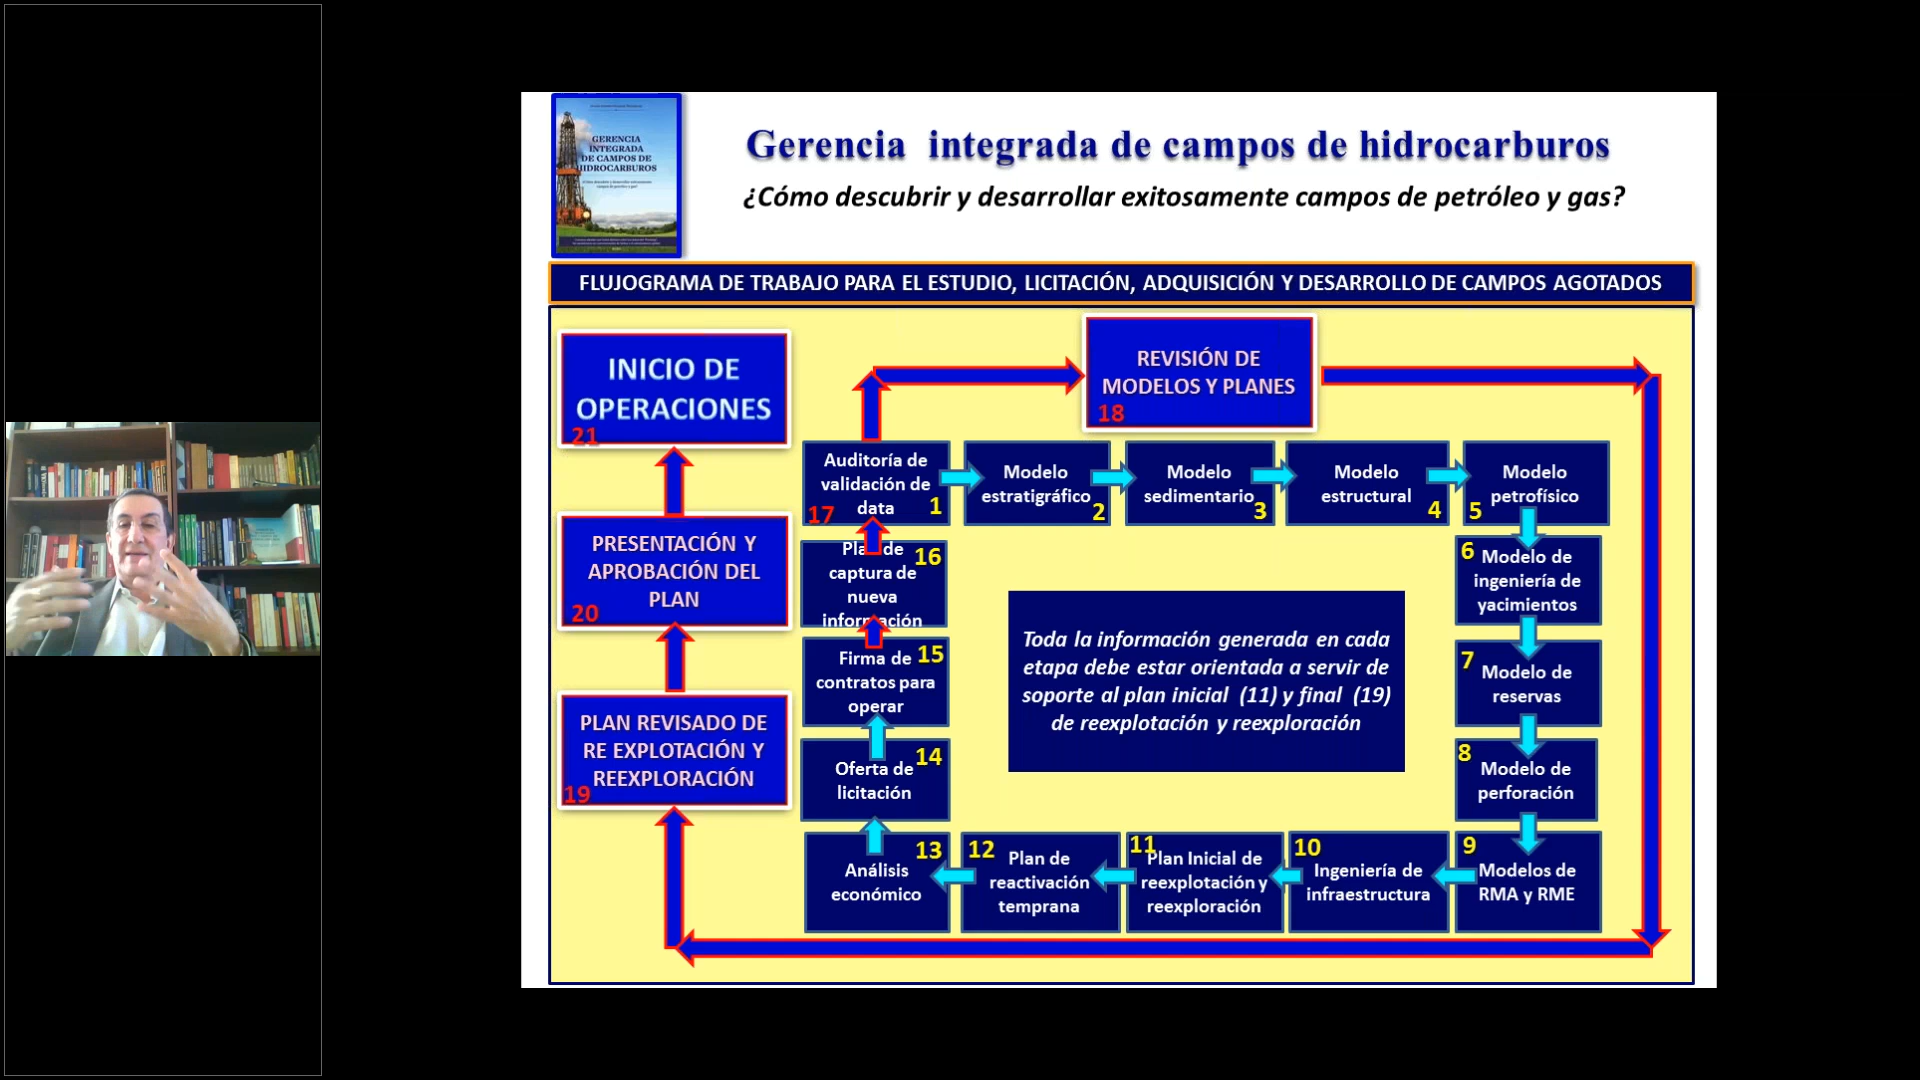 GERENCIA
INTEGRADA
DE CAMPOS DE
HIDROCARBUROS
Gerencia integrada de campos de hidrocarburos
¿Cómo descubrir y desarrollar exitosamente campos de petróleo y gas?
FLUJOGRAMA DE TRABAJO PARA EL ESTUDIO, LICITACIÓN, ADQUISICIÓN Y DESARROLLO DE CAMPOS AGOTADOS
INICIO DE
OPERACIONES
21
PRESENTACIÓN Y
APROBACIÓN DEL
PLAN
20
PLAN REVISADO DE
RE EXPLOTACIÓN Y
REEXPLORACIÓN
19
REVISIÓN DE
MODELOS Y PLANES
18
Auditoría de
validación de
data
17
1
Modelo
estratigráfico
2
Modelo
sedimentario
3
Modelo
estructural
4
Modelo
petrofísico
5
6
Modelo de
ingeniería de
yacimientos
7
Modelo de
reservas
8
Modelo de
perforación
9
Modelos de
RMA y RME
10
Ingeniería de
infraestructura
11
Plan Inicial de
reexplotación y
reexploración
12
Plan de
reactivación
temprana
13
Análisis
económico
14
Oferta de
licitación
15
Firma de
contratos para
operar
16
Plan de
captura de
nueva
información
Toda la información generada en cada
etapa debe estar orientada a servir de
soporte al plan inicial (11) y final (19)
de reexplotación y reexploración